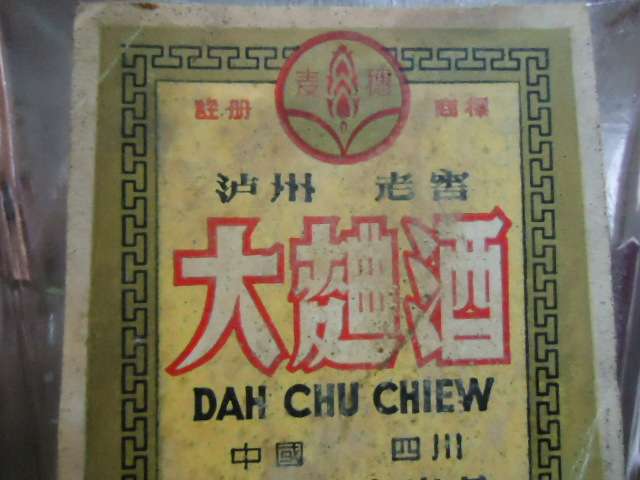 麦穗
註册 商標
泸州 老窖
大麯酒
DAH CHU CHIEW
中國 四川